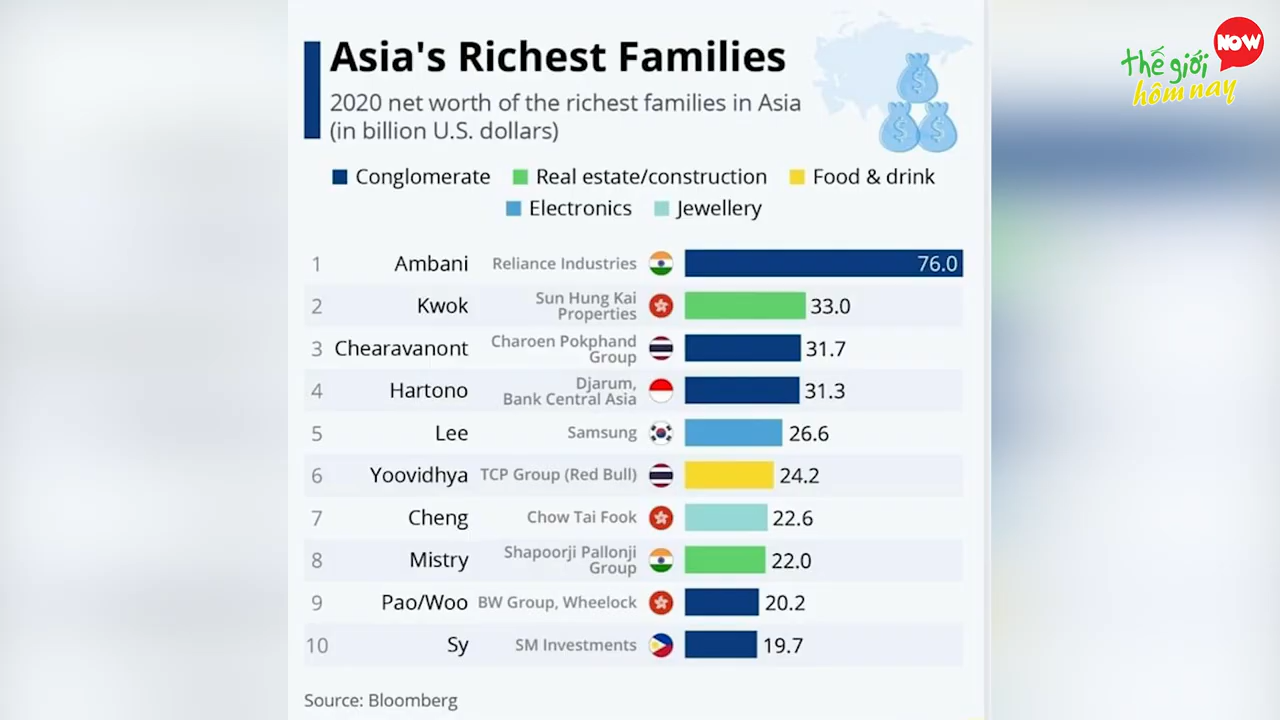 Asia's Richest Families
2020 net worth of the richest families in Asia
(in billion U.S. dollars)
NOW
thế giới
hôm nay
Conglomerate Real estate/construction Food & drink
Electronics Jewellery
1 Ambani Reliance Industries 76.0
2 Kwok Sun Hung Kai
Properties 33.0
3 Chearavanont Charoen Pokphand
Group 31.7
4 Hartono Djarum,
Bank Central Asia 31.3
5 Lee Samsung 26.6
6 Yoovidhya TCP Group (Red Bull) 24.2
7 Cheng Chow Tai Fook 22.6
8 Mistry Shapoorji Pallonji
Group 22.0
9 Pao/Woo BW Group, Wheelock 20.2
10 Sy SM Investments 19.7
Source: Bloomberg